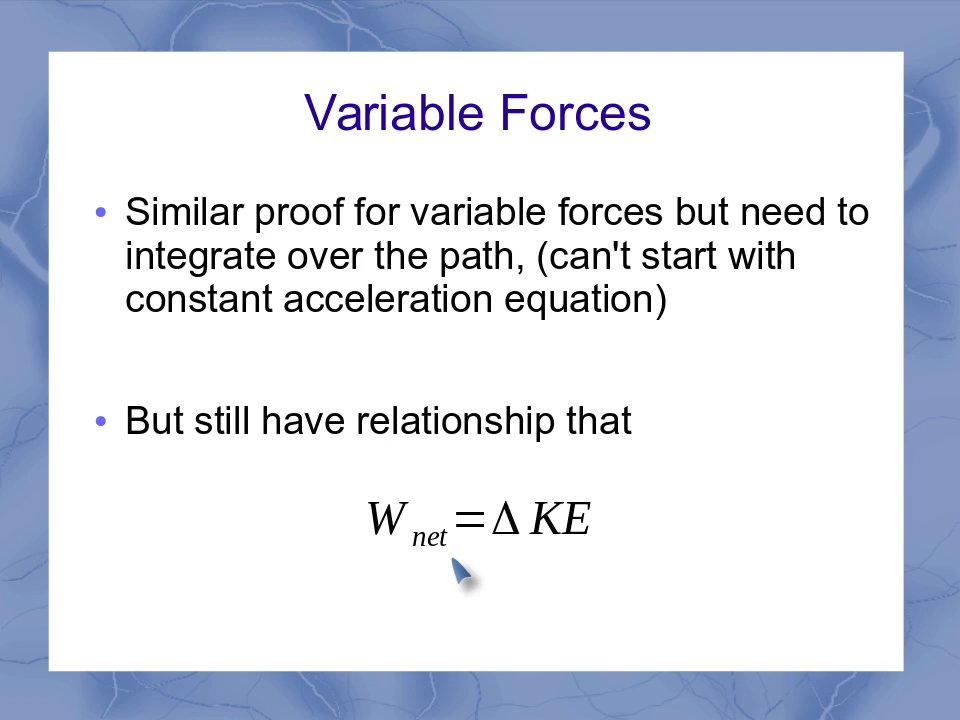 Variable Forces
• Similar proof for variable forces but need to
integrate over the path, (can't start with
constant acceleration equation)
• But still have relationship that
W net = Δ KE